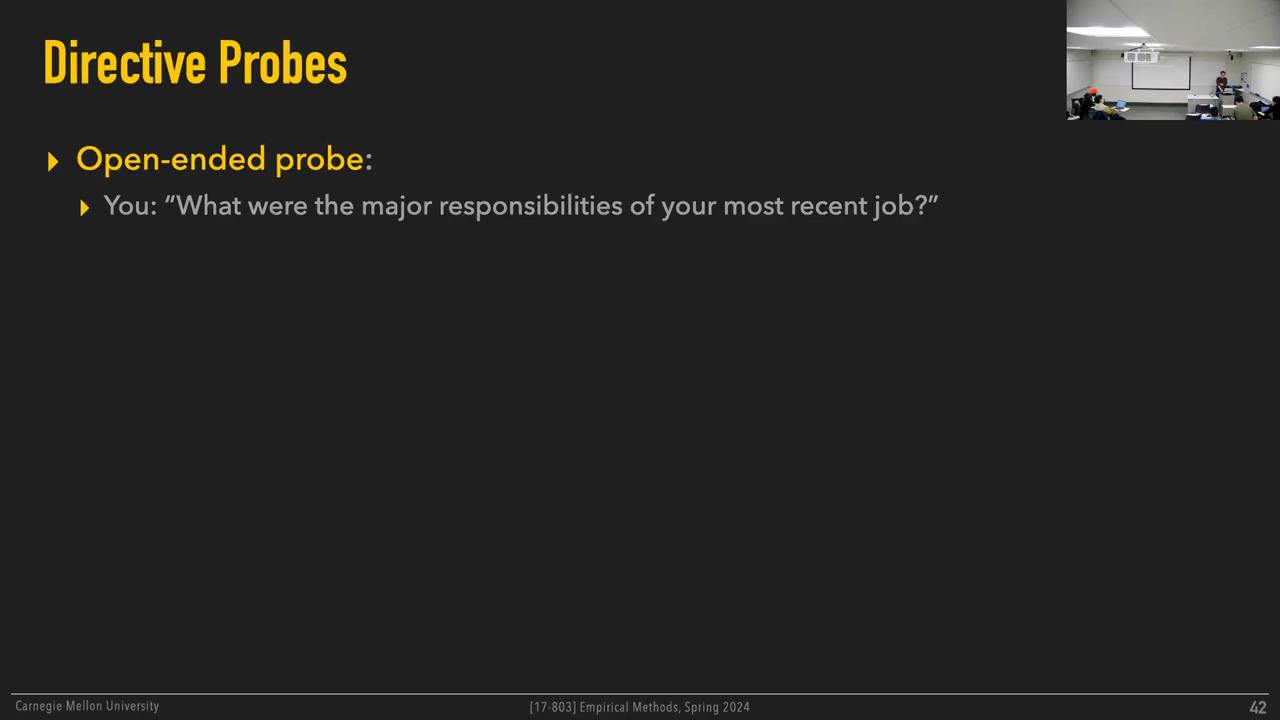 Directive Probes
Open-ended probe:
You: “What were the major responsibilities of your most recent job?”
Carnegie Mellon University
[17-803] Empirical Methods, Spring 2024
42